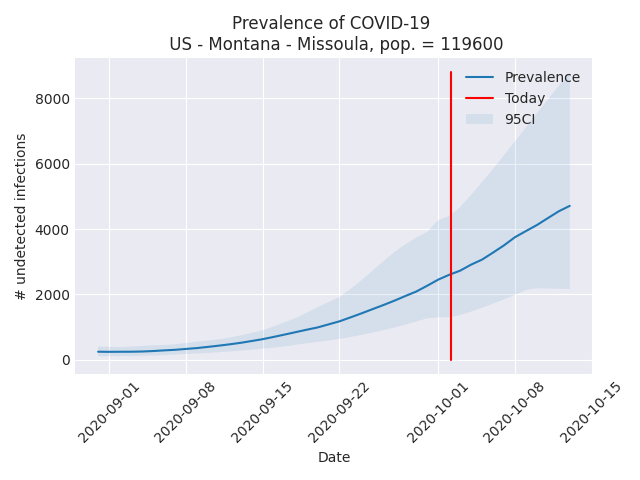 Prevalence of COVID-19
US - Montana - Missoula, pop. = 119600
Prevalence
Today
95CI
# undetected infections
8000
6000
4000
2000
0
2020-09-01
2020-09-08
2020-09-15
2020-09-22
2020-10-01
2020-10-08
2020-10-15
Date